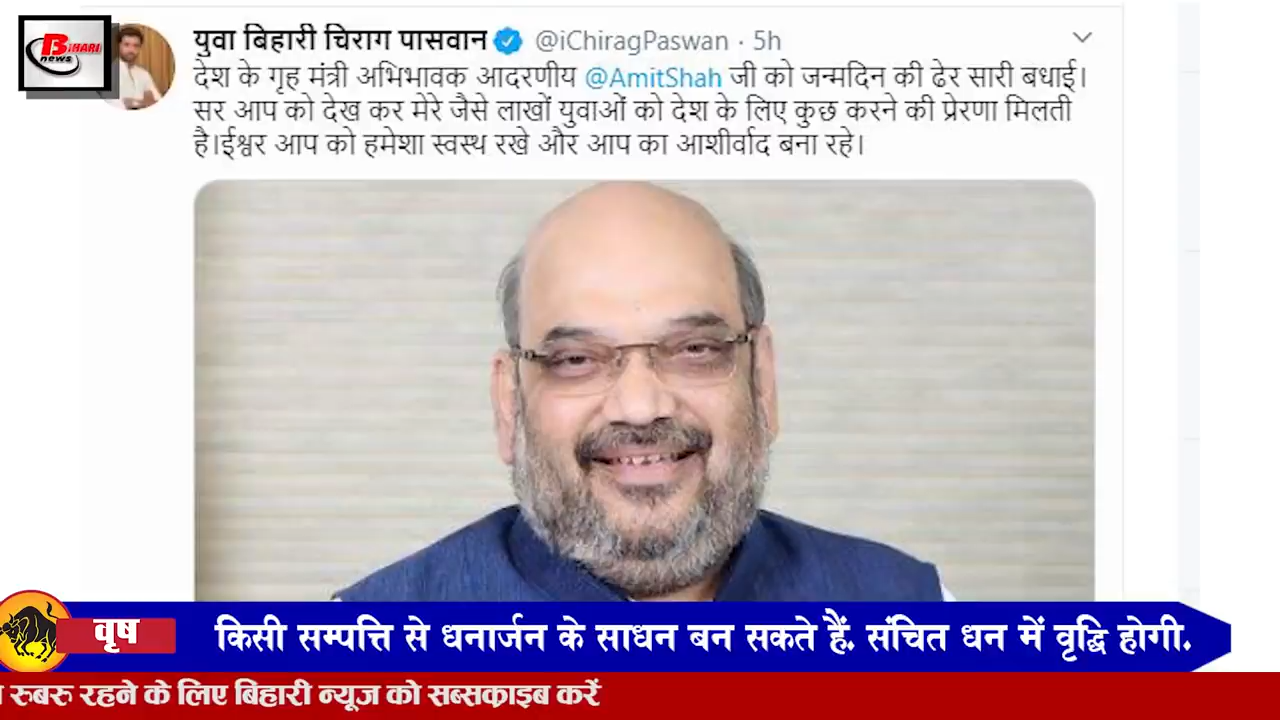 BIHARI
news
युवा बिहारी चिराग पासवान @iChiragPaswan · 5h
देश के गृह मंत्री अभिभावक आदरणीय @AmitShah जी को जन्मदिन की ढेर सारी बधाई।
सर आप को देख कर मेरे जैसे लाखों युवाओं को देश के लिए कुछ करने की प्रेरणा मिलती
है।ईश्वर आप को हमेशा स्वस्थ रखे और आप का आशीर्वाद बना रहे।
वृष
किसी सम्पत्ति से धनार्जन के साधन बन सकते हैं. संचित धन में वृद्धि होगी.
रुबरु रहने के लिए बिहारी न्यूज को सब्सक्राइब करें